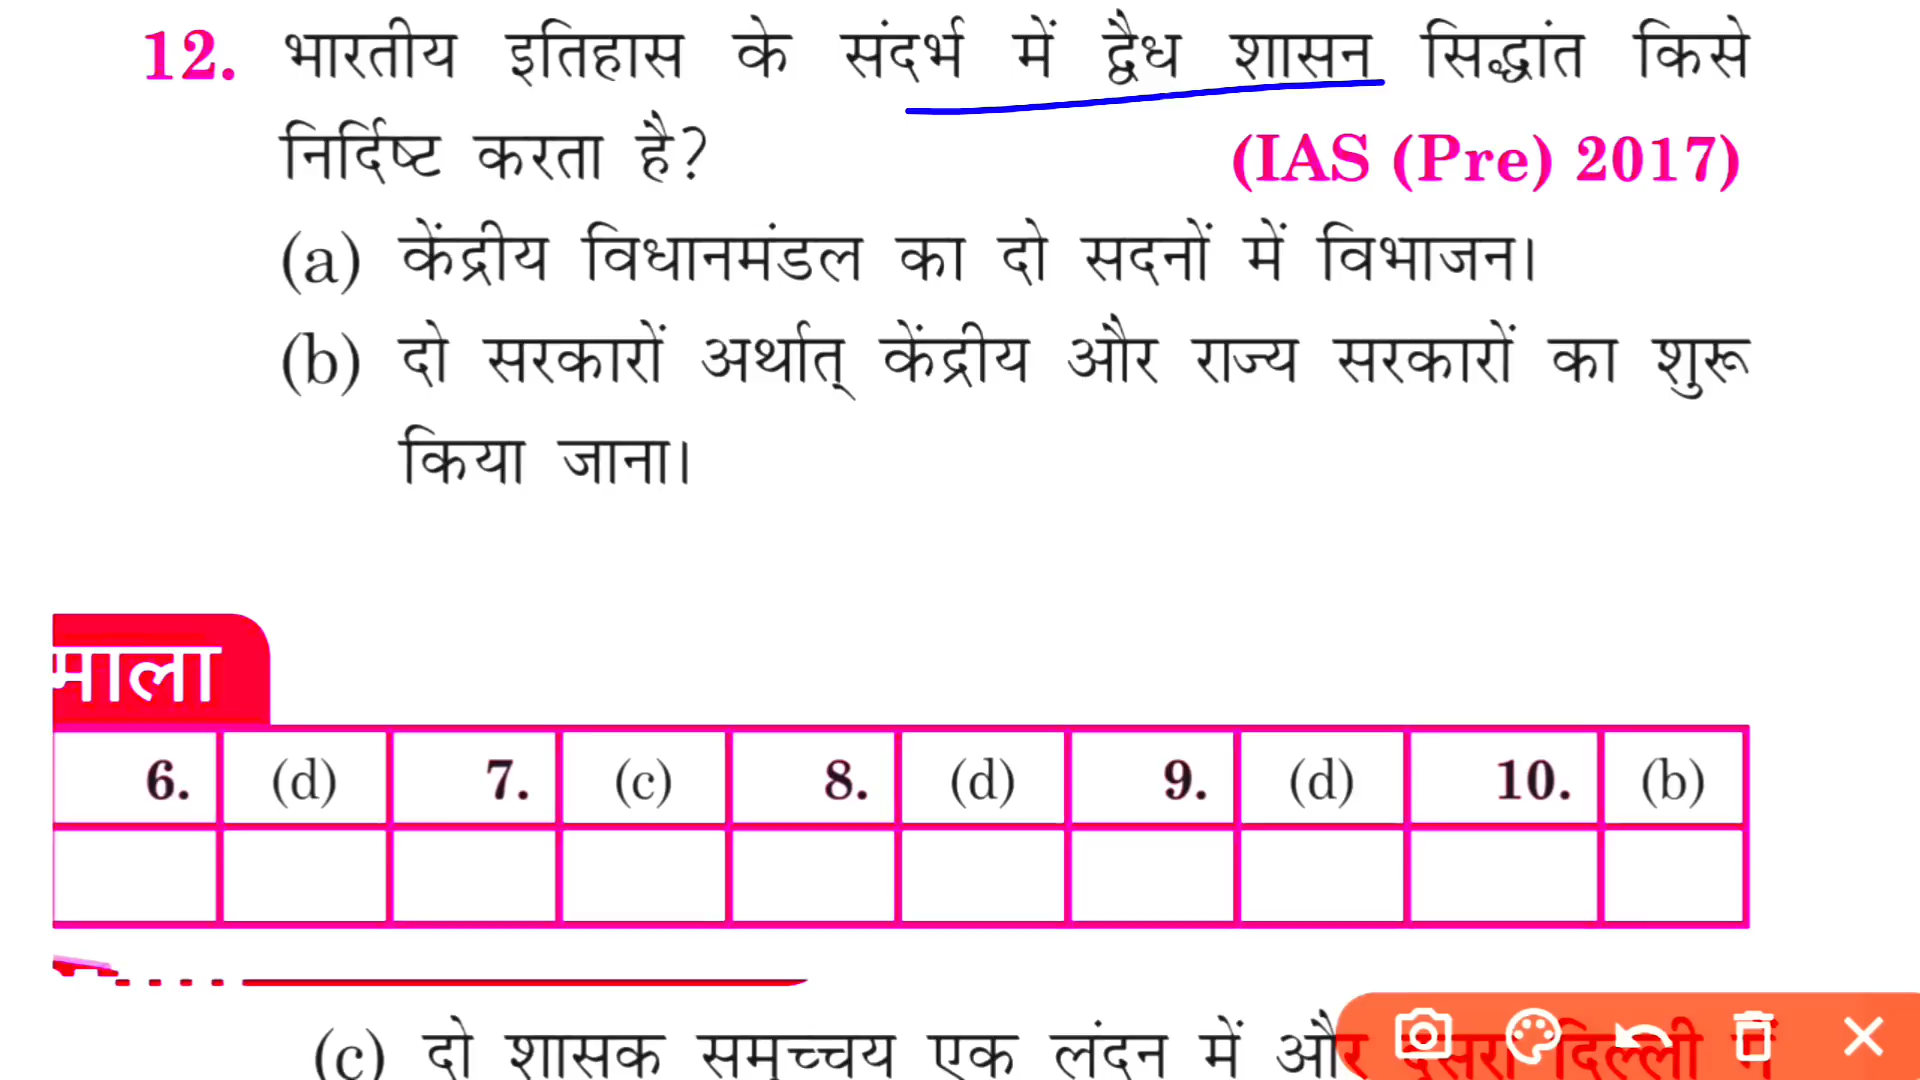 12. भारतीय इतिहास के संदर्भ में द्वैध शासन सिद्धांत किसे
निर्दिष्ट करता है? (IAS (Pre) 2017)
(a) केंद्रीय विधानमंडल का दो सदनों में विभाजन।
(b) दो सरकारों अर्थात् केंद्रीय और राज्य सरकारों का शुरू
किया जाना।
माला
6. (d) 7. (c) 8. (d) 9. (d) 10. (b)
(c) दो शासक समुच्चय एक लंदन में और दूसरा दिल्ली में